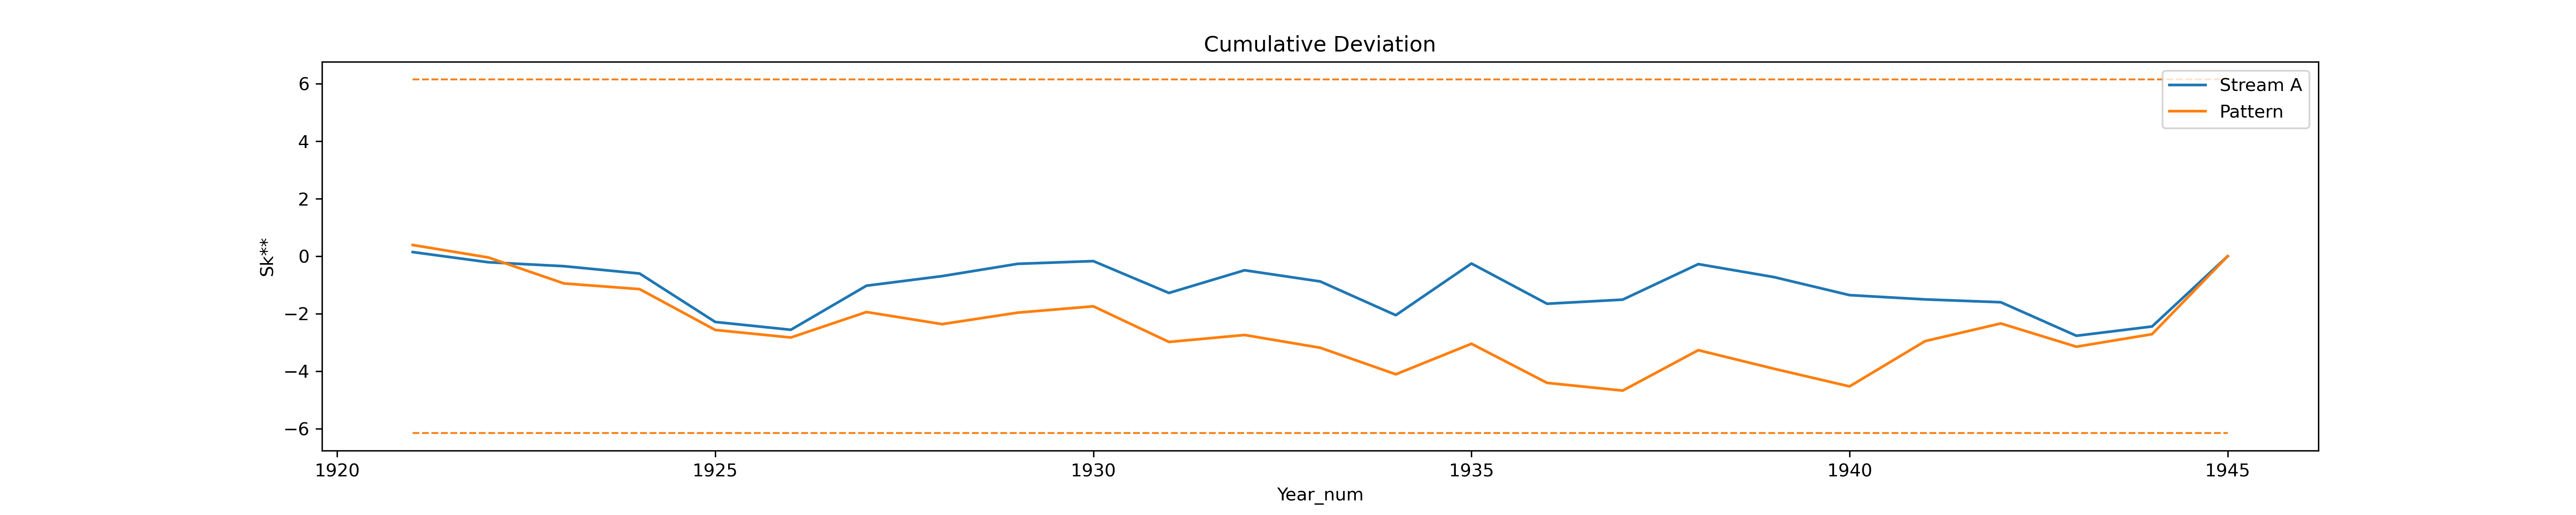 Cumulative Deviation
Stream A
Pattern
6
4
2
0
−2
−4
−6
Sk**
1920 1925 1930 1935 1940 1945
Year_num